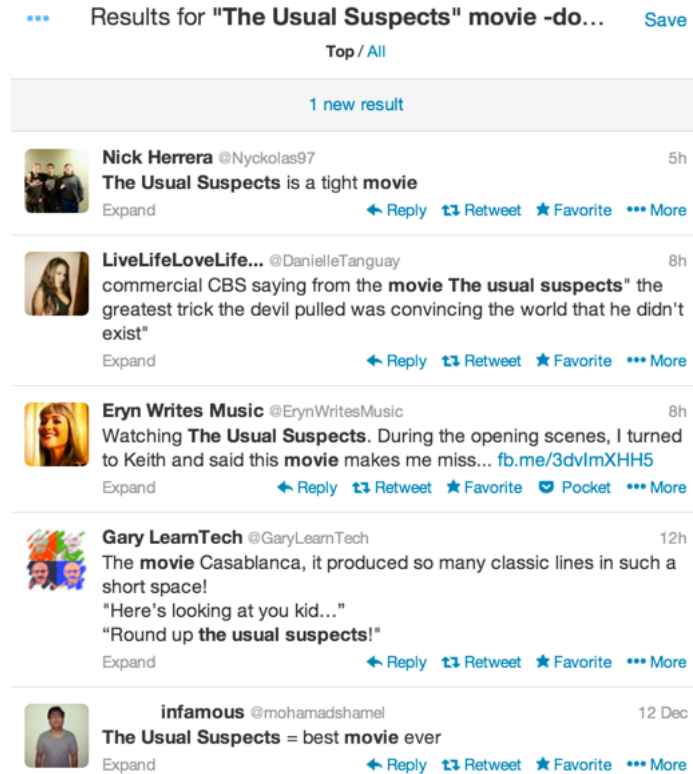 Results for "The Usual Suspects" movie -do... Save
Top / All
1 new result
Nick Herrera @Nyckolas97 5h
The Usual Suspects is a tight movie
Expand Reply Retweet Favorite More
LiveLifeLoveLife... @DanielleTanguay 8h
commercial CBS saying from the movie The usual suspects" the
greatest trick the devil pulled was convincing the world that he didn't
exist"
Expand Reply Retweet Favorite More
Eryn Writes Music @ErynWritesMusic 8h
Watching The Usual Suspects. During the opening scenes, I turned
to Keith and said this movie makes me miss... fb.me/3dvlmXHH5
Expand Reply Retweet Favorite Pocket More
Gary LearnTech @GaryLearnTech 12h
The movie Casablanca, it produced so many classic lines in such a
short space!
"Here's looking at you kid…”
“Round up the usual suspects!"
Expand Reply Retweet Favorite More
infamous @mohamadshamel 12 Dec
The Usual Suspects = best movie ever
Expand Reply Retweet Favorite More